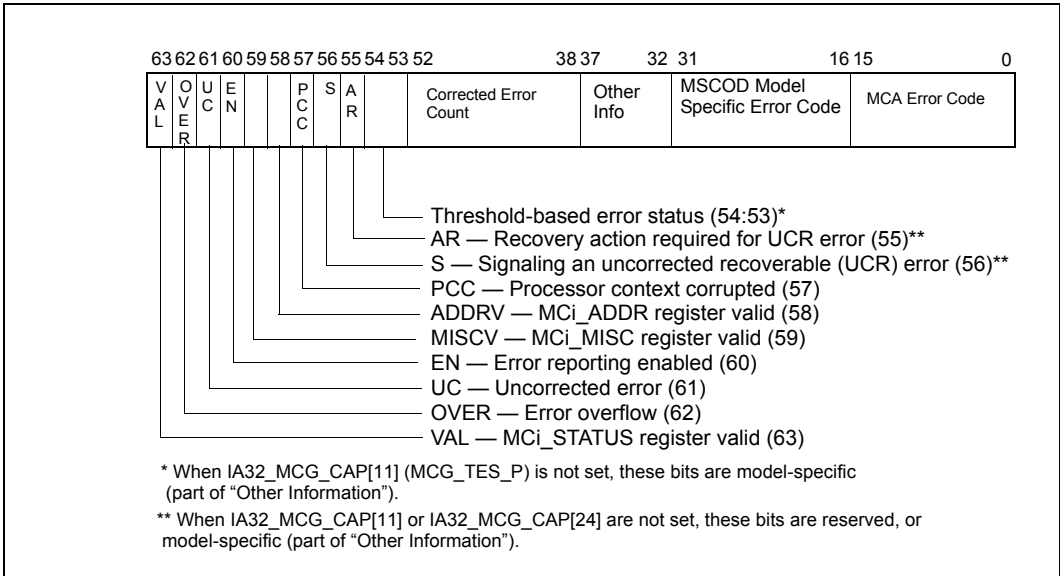 63 62 61 60 59 58 57 56 55 54 53 52 38 37 32 31 16 15 0
VAL
OVER
UC
EN
PCC
S
AR
Corrected Error
Count
Other
Info
MSCOD Model
Specific Error Code
MCA Error Code
Threshold-based error status (54:53)*
AR — Recovery action required for UCR error (55)**
S — Signaling an uncorrected recoverable (UCR) error (56)**
PCC — Processor context corrupted (57)
ADDRV — MCi_ADDR register valid (58)
MISCV — MCi_MISC register valid (59)
EN — Error reporting enabled (60)
UC — Uncorrected error (61)
OVER — Error overflow (62)
VAL — MCi_STATUS register valid (63)
* When IA32_MCG_CAP[11] (MCG_TES_P) is not set, these bits are model-specific
(part of “Other Information”).
** When IA32_MCG_CAP[11] or IA32_MCG_CAP[24] are not set, these bits are reserved, or
model-specific (part of “Other Information”).